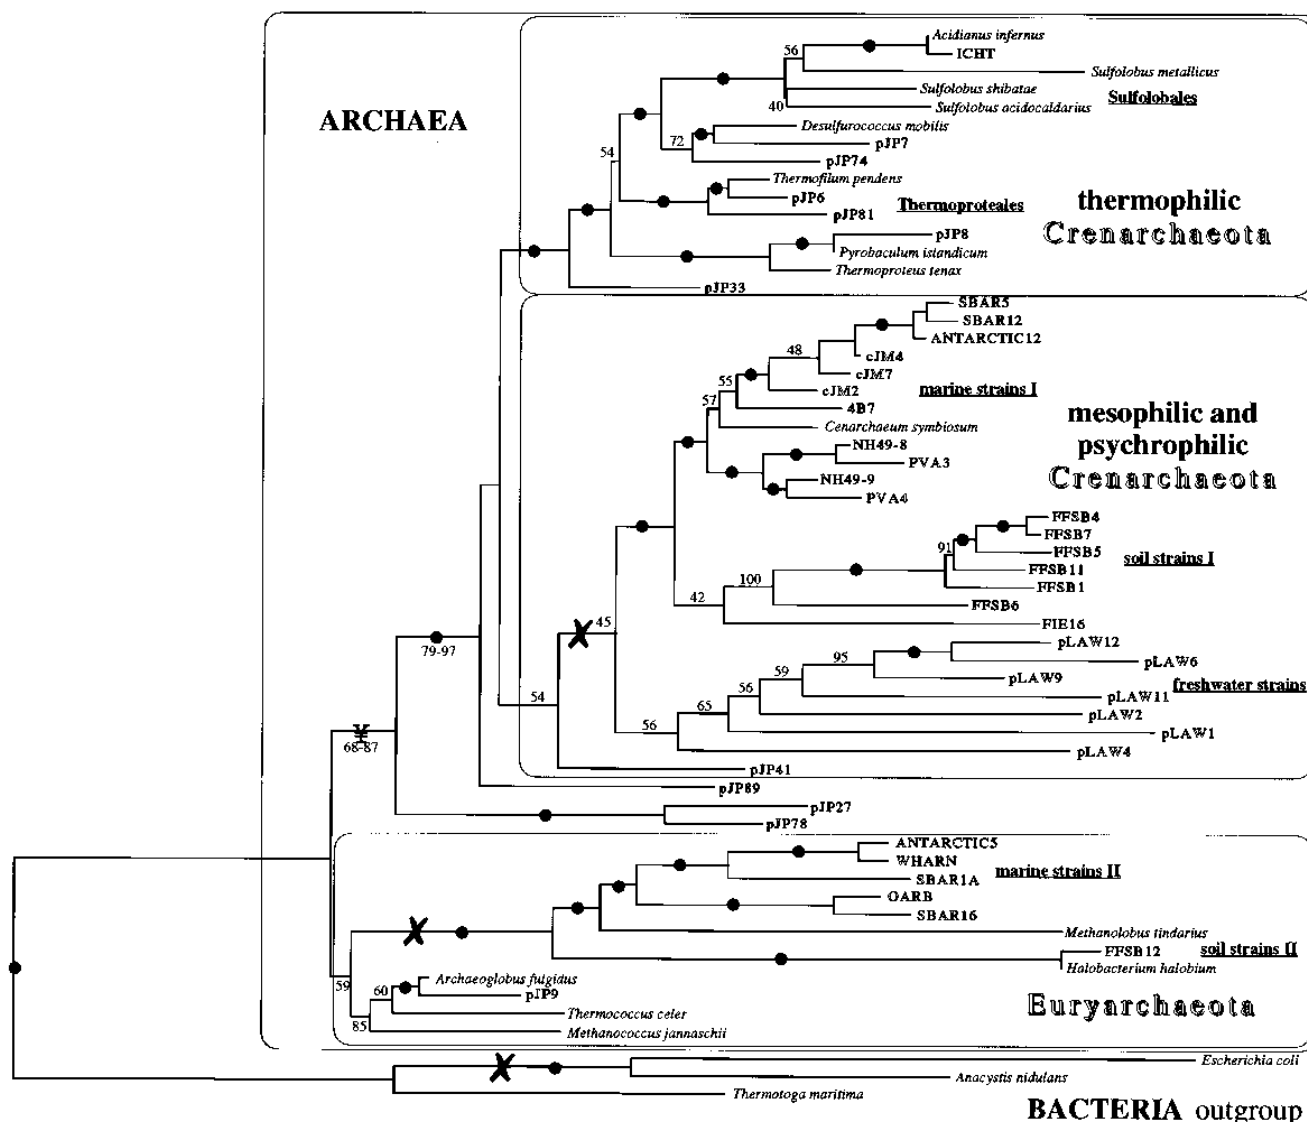 ARCHAEA
Acidianus infernus
56
ICHT
Sulfolobus metallicus
Sulfolobus shibatae
Sulfolobales
40
Sulfolobus acidocaldarius
Desulfurococcus mobilis
72
pJP7
54
pJP74
Thermofilum pendens
pJP6
Thermoproteales
pJP81
thermophilic
Crenarchaeota
pJP8
Pyrobaculum islandicum
Thermoproteus tenax
pJP33
SBAR5
SBAR12
ANTARCTIC12
48
cJM4
cJM7
55
cJM2
marine strains I
57
4B7
Cenarchaeum symbiosum
mesophilic and
psychrophilic
Crenarchaeota
NH49-8
PVA3
NH49-9
PVA4
FFSB4
FFSB7
91
FFSB5
soil strains I
FFSB11
100
FFSB1
42
FFSB6
45
FIE16
pLAW12
79-97
95
pLAW6
59
pLAW9
freshwater strains
54
56
pLAW11
65
pLAW2
56
pLAW1
68-87
pLAW4
pJP41
pJP89
pJP27
pJP78
ANTARCTIC5
WHARN
marine strains II
SBAR1A
OARB
SBAR16
Methanolobus tindarius
FFSB12
soil strains II
Halobacterium halobium
59
Archaeoglobus fulgidus
60
pJP9
Euryarchaeota
85
Thermococcus celer
Methanococcus jannaschii
Escherichia coli
Anacystis nidulans
Thermotoga maritima
BACTERIA outgroup